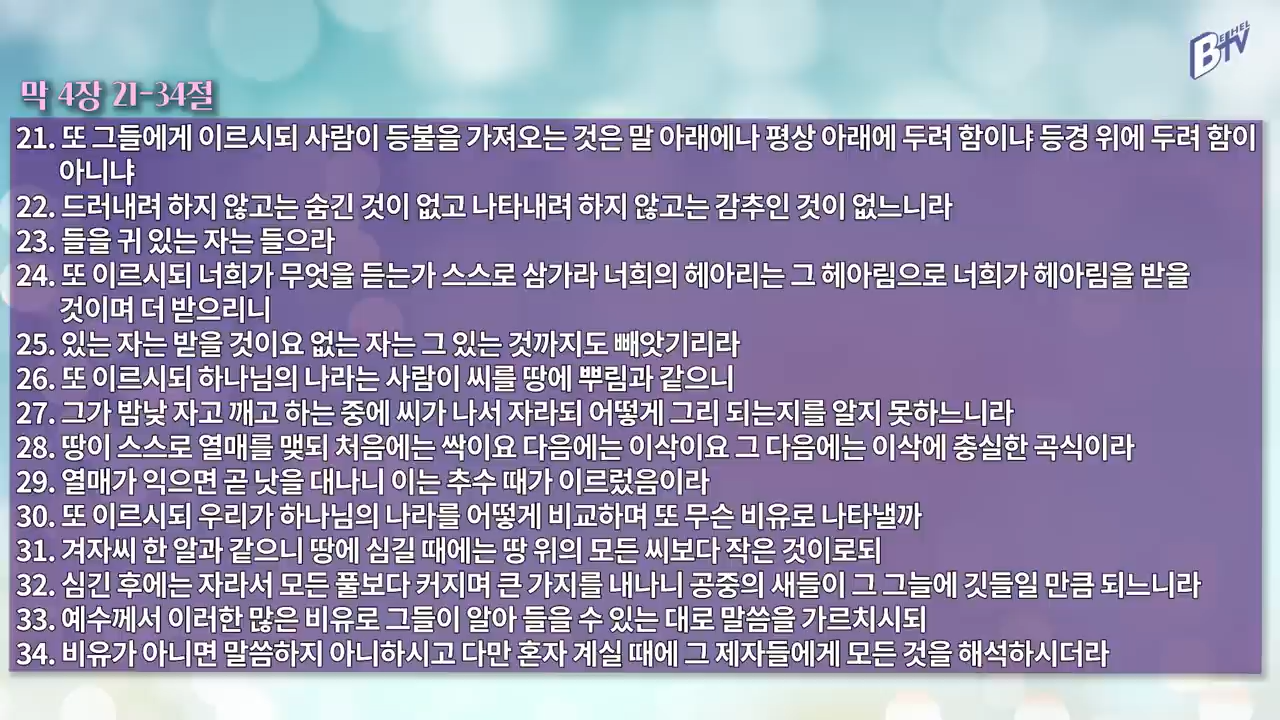 BETHEL TV
막 4장 21-34절
21. 또 그들에게 이르시되 사람이 등불을 가져오는 것은 말 아래에나 평상 아래에 두려 함이냐 등경 위에 두려 함이
아니냐
22. 드러내려 하지 않고는 숨긴 것이 없고 나타내려 하지 않고는 감추인 것이 없느니라
23. 들을 귀 있는 자는 들으라
24. 또 이르시되 너희가 무엇을 듣는가 스스로 삼가라 너희의 헤아리는 그 헤아림으로 너희가 헤아림을 받을
것이며 더 받으리니
25. 있는 자는 받을 것이요 없는 자는 그 있는 것까지도 빼앗기리라
26. 또 이르시되 하나님의 나라는 사람이 씨를 땅에 뿌림과 같으니
27. 그가 밤낮 자고 깨고 하는 중에 씨가 나서 자라되 어떻게 그리 되는지를 알지 못하느니라
28. 땅이 스스로 열매를 맺되 처음에는 싹이요 다음에는 이삭이요 그 다음에는 이삭에 충실한 곡식이라
29. 열매가 익으면 곧 낫을 대나니 이는 추수 때가 이르렀음이라
30. 또 이르시되 우리가 하나님의 나라를 어떻게 비교하며 또 무슨 비유로 나타낼까
31. 겨자씨 한 알과 같으니 땅에 심길 때에는 땅 위의 모든 씨보다 작은 것이로되
32. 심긴 후에는 자라서 모든 풀보다 커지며 큰 가지를 내나니 공중의 새들이 그 그늘에 깃들일 만큼 되느니라
33. 예수께서 이러한 많은 비유로 그들이 알아 들을 수 있는 대로 말씀을 가르치시되
34. 비유가 아니면 말씀하지 아니하시고 다만 혼자 계실 때에 그 제자들에게 모든 것을 해석하시더라